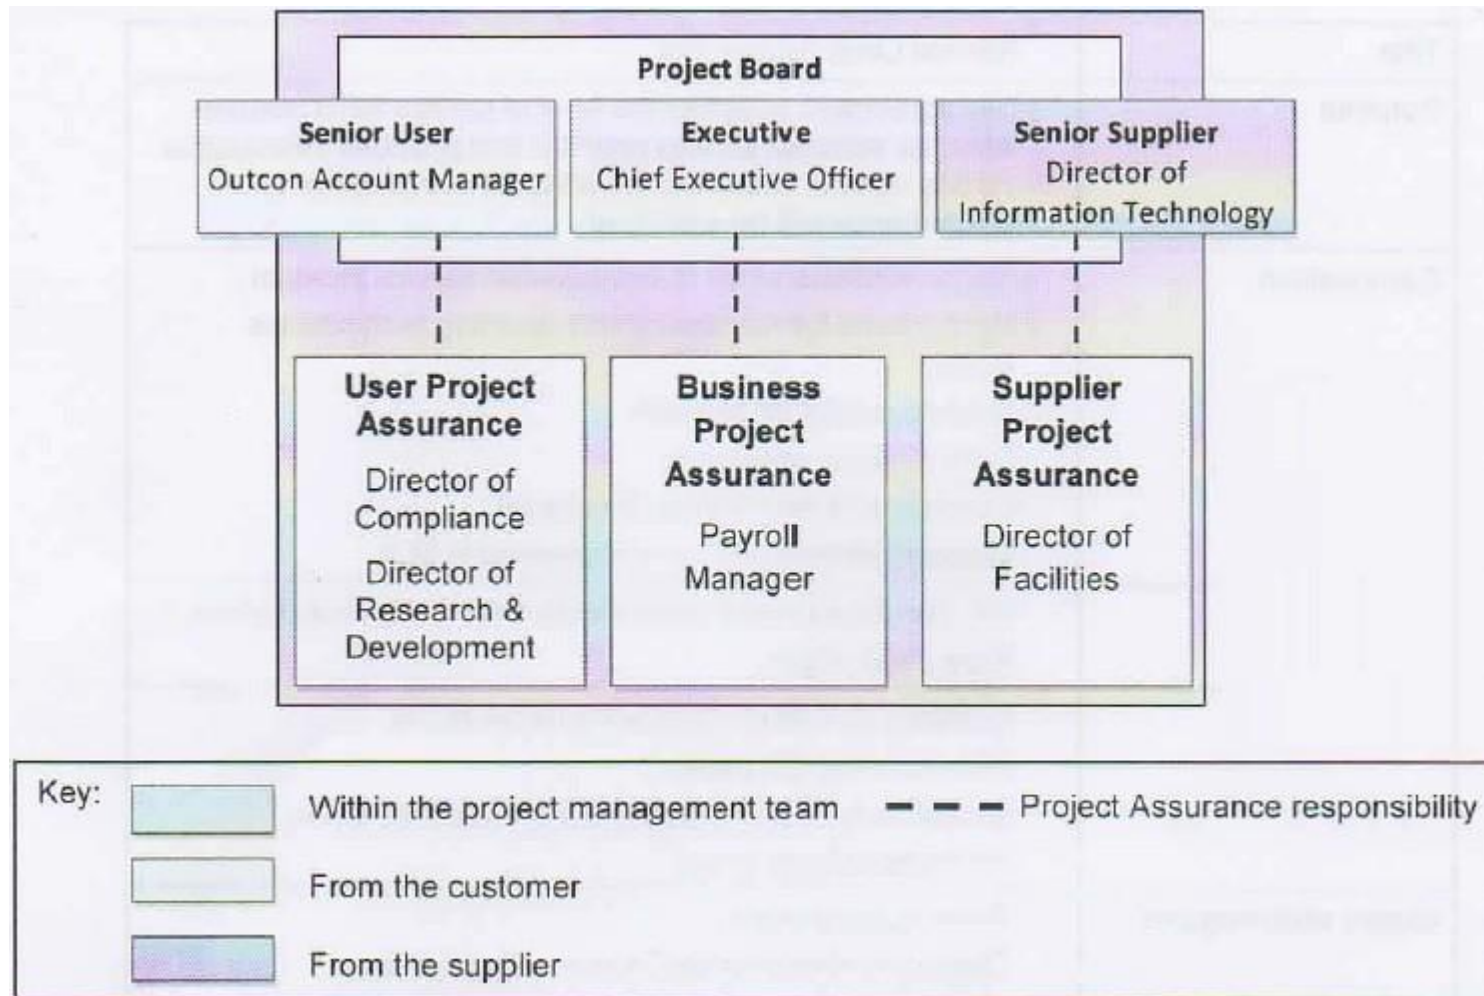 Project Board
Senior User
Outcon Account Manager
Executive
Chief Executive Officer
Senior Supplier
Director of
Information Technology
User Project
Assurance
Director of
Compliance
Director of
Research &
Development
Business
Project
Assurance
Payroll
Manager
Supplier
Project
Assurance
Director of
Facilities
Key:
Within the project management team
Project Assurance responsibility
From the customer
From the supplier